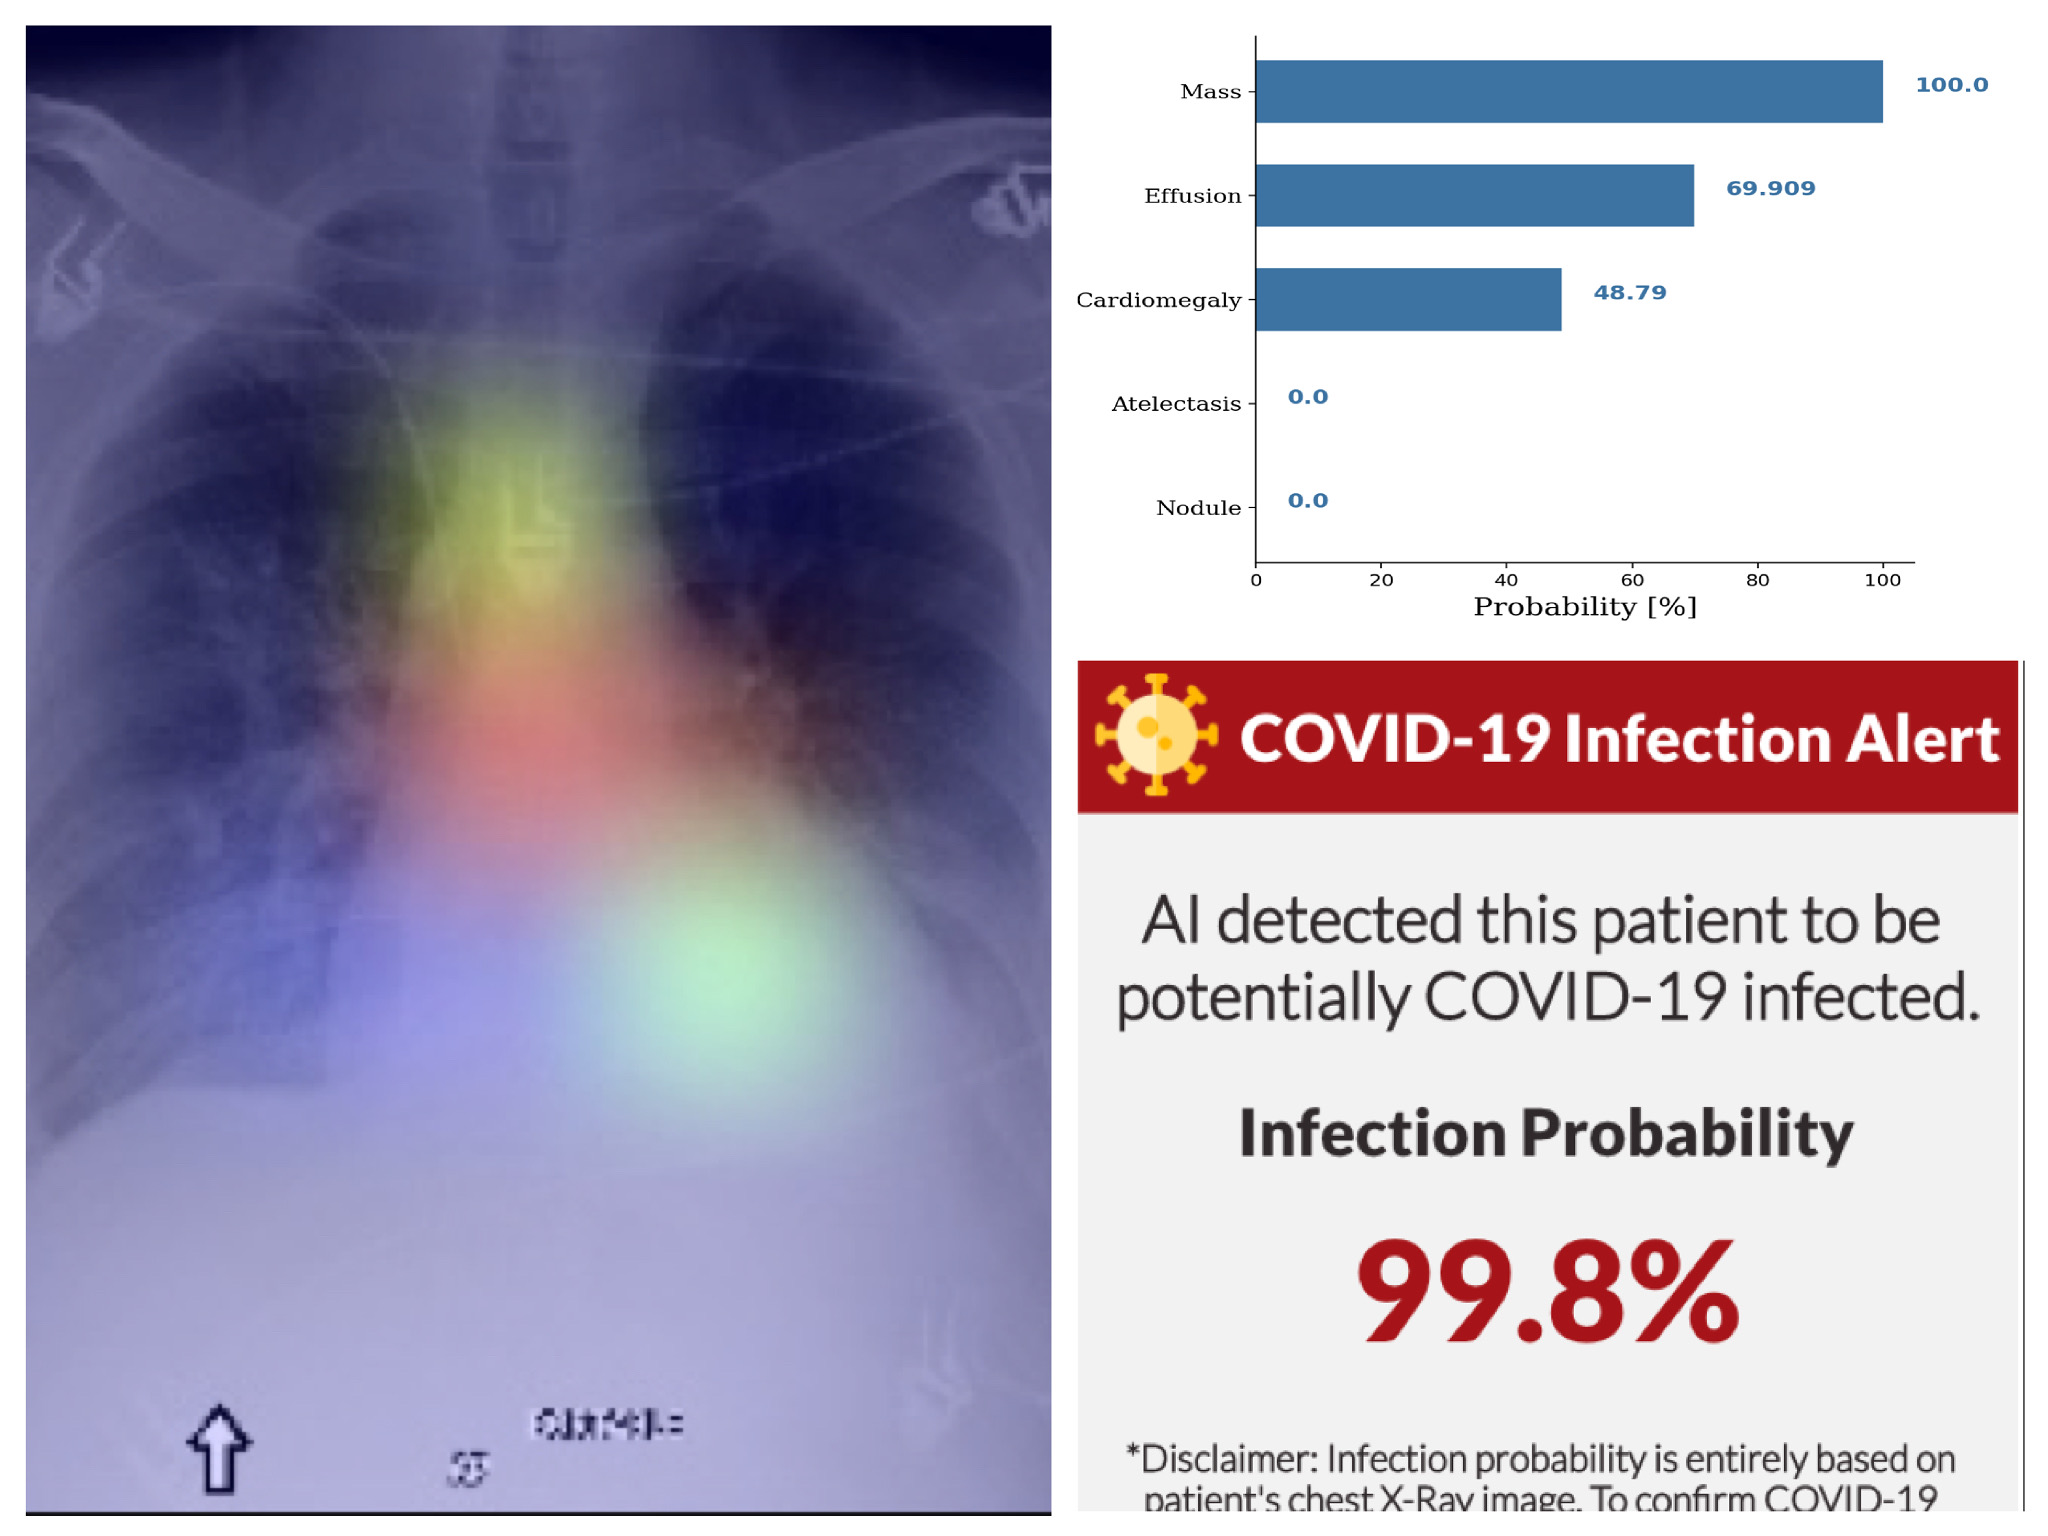 Mass
100.0
Effusion
69.909
Cardiomegaly
48.79
Atelectasis
0.0
Nodule
0.0
0 20 40 60 80 100
Probability [%]
COVID-19 Infection Alert
AI detected this patient to be
potentially COVID-19 infected.
Infection Probability
99.8%
*Disclaimer: Infection probability is entirely based on
patient's chest X-Ray image. To confirm COVID-19